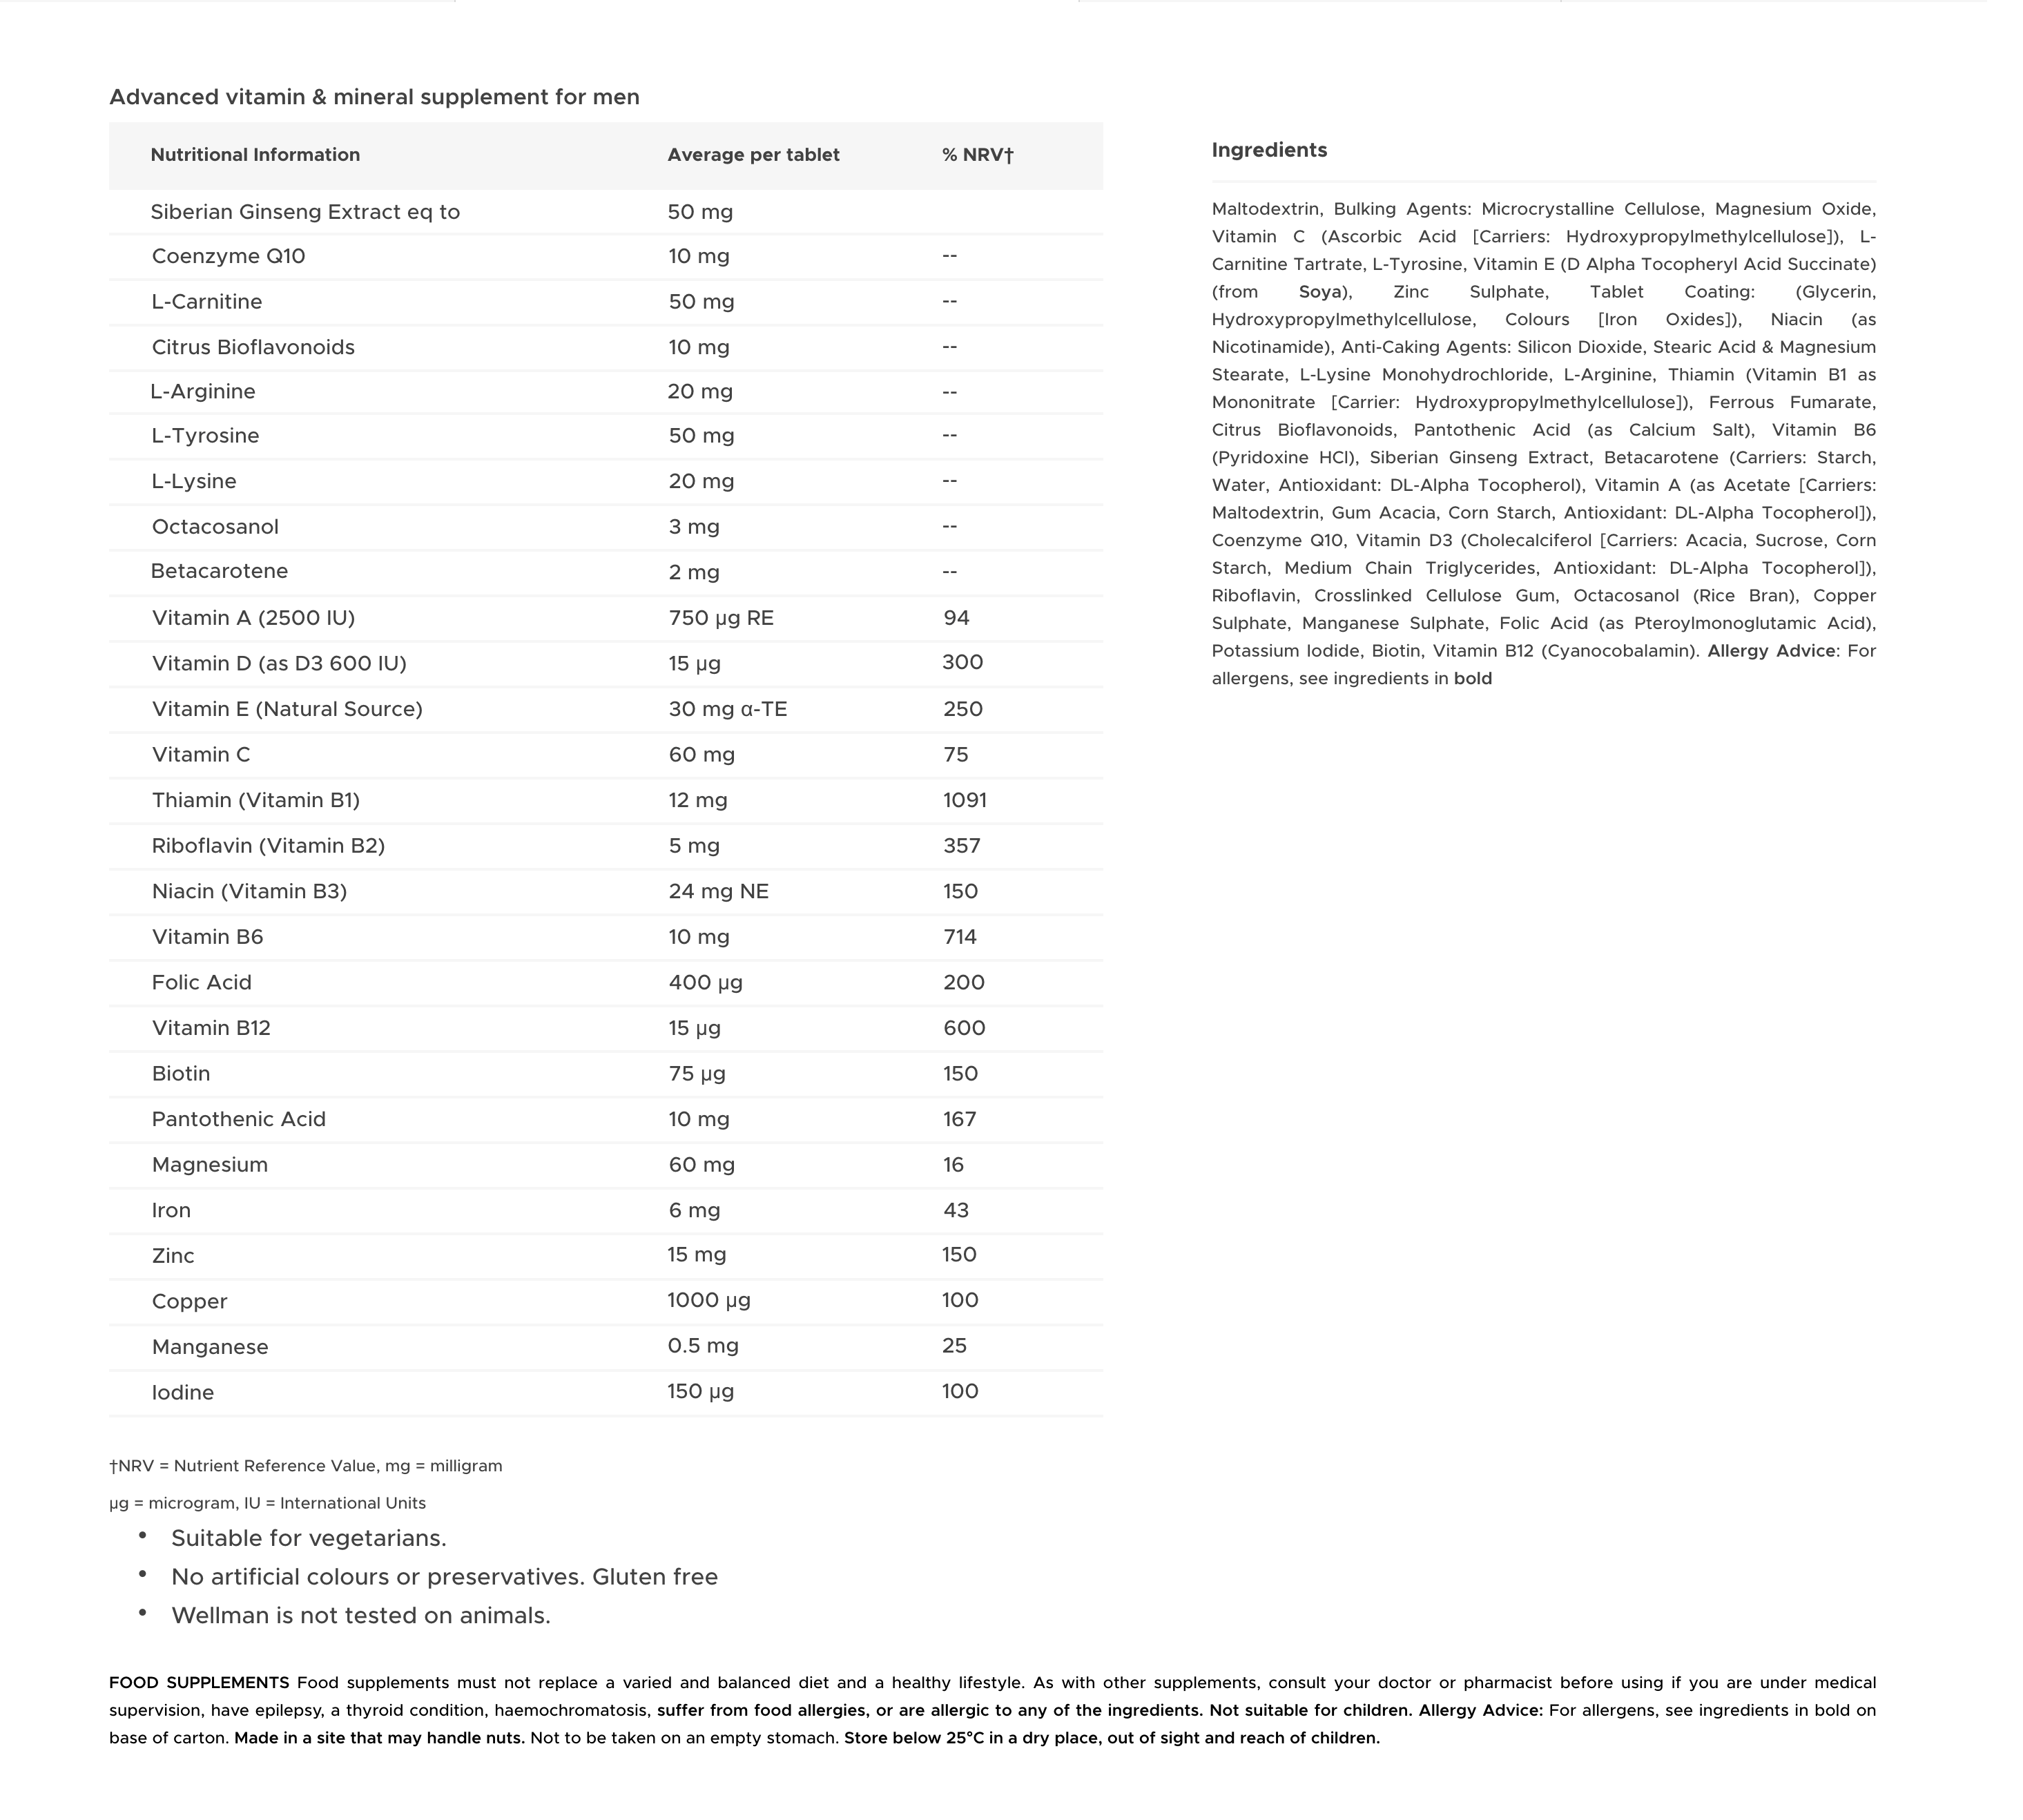 Advanced vitamin & mineral supplement for men
Nutritional Information Average per tablet % NRV†
Siberian Ginseng Extract eq to 50 mg
Coenzyme Q10 10 mg --
L-Carnitine 50 mg --
Citrus Bioflavonoids 10 mg --
L-Arginine 20 mg --
L-Tyrosine 50 mg --
L-Lysine 20 mg --
Octacosanol 3 mg --
Betacarotene 2 mg --
Vitamin A (2500 IU) 750 µg RE 94
Vitamin D (as D3 600 IU) 15 µg 300
Vitamin E (Natural Source) 30 mg α-TE 250
Vitamin C 60 mg 75
Thiamin (Vitamin B1) 12 mg 1091
Riboflavin (Vitamin B2) 5 mg 357
Niacin (Vitamin B3) 24 mg NE 150
Vitamin B6 10 mg 714
Folic Acid 400 µg 200
Vitamin B12 15 µg 600
Biotin 75 µg 150
Pantothenic Acid 10 mg 167
Magnesium 60 mg 16
Iron 6 mg 43
Zinc 15 mg 150
Copper 1000 µg 100
Manganese 0.5 mg 25
Iodine 150 µg 100
†NRV = Nutrient Reference Value, mg = milligram
µg = microgram, IU = International Units
• Suitable for vegetarians.
• No artificial colours or preservatives. Gluten free
• Wellman is not tested on animals.
Ingredients
Maltodextrin, Bulking Agents: Microcrystalline Cellulose, Magnesium Oxide,
Vitamin C (Ascorbic Acid [Carriers: Hydroxypropylmethylcellulose]), L-
Carnitine Tartrate, L-Tyrosine, Vitamin E (D Alpha Tocopheryl Acid Succinate)
(from Soya), Zinc Sulphate, Tablet Coating: (Glycerin,
Hydroxypropylmethylcellulose, Colours [Iron Oxides]), Niacin (as
Nicotinamide), Anti-Caking Agents: Silicon Dioxide, Stearic Acid & Magnesium
Stearate, L-Lysine Monohydrochloride, L-Arginine, Thiamin (Vitamin B1 as
Mononitrate [Carrier: Hydroxypropylmethylcellulose]), Ferrous Fumarate,
Citrus Bioflavonoids, Pantothenic Acid (as Calcium Salt), Vitamin B6
(Pyridoxine HCl), Siberian Ginseng Extract, Betacarotene (Carriers: Starch,
Water, Antioxidant: DL-Alpha Tocopherol), Vitamin A (as Acetate [Carriers:
Maltodextrin, Gum Acacia, Corn Starch, Antioxidant: DL-Alpha Tocopherol]),
Coenzyme Q10, Vitamin D3 (Cholecalciferol [Carriers: Acacia, Sucrose, Corn
Starch, Medium Chain Triglycerides, Antioxidant: DL-Alpha Tocopherol]),
Riboflavin, Crosslinked Cellulose Gum, Octacosanol (Rice Bran), Copper
Sulphate, Manganese Sulphate, Folic Acid (as Pteroylmonoglutamic Acid),
Potassium Iodide, Biotin, Vitamin B12 (Cyanocobalamin). Allergy Advice: For
allergens, see ingredients in bold
FOOD SUPPLEMENTS Food supplements must not replace a varied and balanced diet and a healthy lifestyle. As with other supplements, consult your doctor or pharmacist before using if you are under medical
supervision, have epilepsy, a thyroid condition, haemochromatosis, suffer from food allergies, or are allergic to any of the ingredients. Not suitable for children. Allergy Advice: For allergens, see ingredients in bold on
base of carton. Made in a site that may handle nuts. Not to be taken on an empty stomach. Store below 25°C in a dry place, out of sight and reach of children.